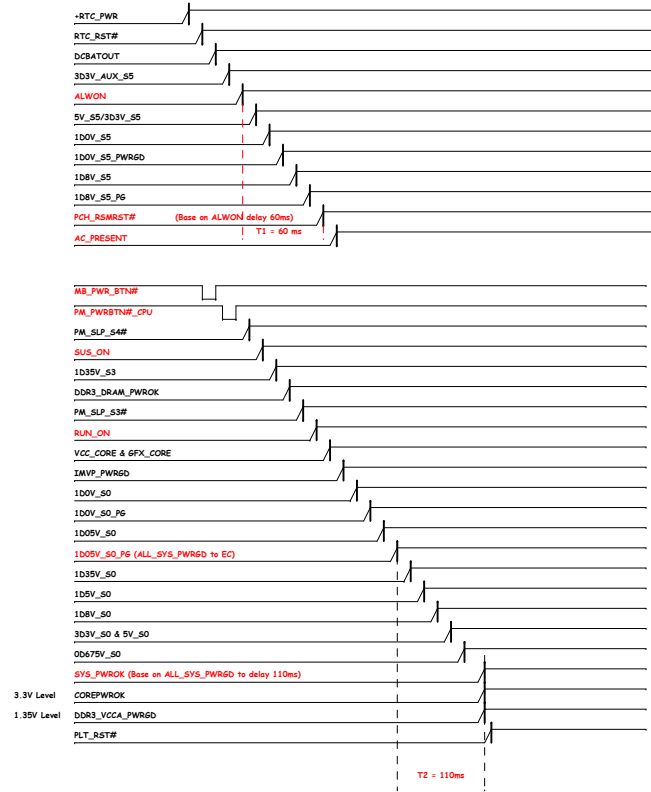 +RTC_PWR
RTC_RST#
DCBATOUT
3D3V_AUX_S5
ALWON
5V_S5/3D3V_S5
1D0V_S5
1D0V_S5_PWRGD
1D8V_S5
1D8V_S5_PG
PCH_RSMRST# (Base on ALWON delay 60ms)
T1 = 60 ms
AC_PRESENT
MB_PWR_BTN#
PM_PWRBTN#_CPU
PM_SLP_S4#
SUS_ON
1D35V_S3
DDR3_DRAM_PWROK
PM_SLP_S3#
RUN_ON
VCC_CORE & GFX_CORE
IMVP_PWRGD
1D0V_S0
1D0V_S0_PG
1D05V_S0
1D05V_S0_PG (ALL_SYS_PWRGD to EC)
1D35V_S0
1D5V_S0
1D8V_S0
3D3V_S0 & 5V_S0
0D675V_S0
SYS_PWROK (Base on ALL_SYS_PWRGD to delay 110ms)
3.3V Level COREPWROK
1.35V Level DDR3_VCCA_PWRGD
PLT_RST#
T2 = 110ms